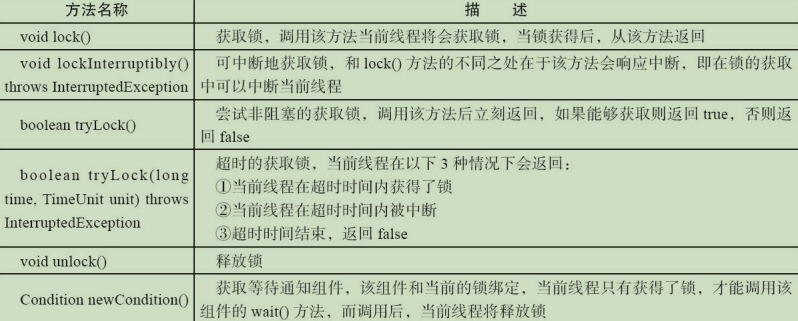 方法名称 描 述
void lock() 获取锁，调用该方法当前线程将会获取锁，当锁获得后，从该方法返回
void lockInterruptibly() throws InterruptedException 可中断地获取锁，和 lock() 方法的不同之处在于该方法会响应中断，即在锁的获取
中可以中断当前线程
boolean tryLock() 尝试非阻塞的获取锁，调用该方法后立刻返回，如果能够获取则返回 true，否则返
回 false
boolean tryLock(long
time, TimeUnit unit) throws
InterruptedException
超时的获取锁，当前线程在以下 3 种情况下会返回：
①当前线程在超时时间内获得了锁
②当前线程在超时时间内被中断
③超时时间结束，返回 false
void unlock() 释放锁
Condition newCondition() 获取等待通知组件，该组件和当前的锁绑定，当前线程只有获得了锁，才能调用该
组件的 wait() 方法，而调用后，当前线程将释放锁